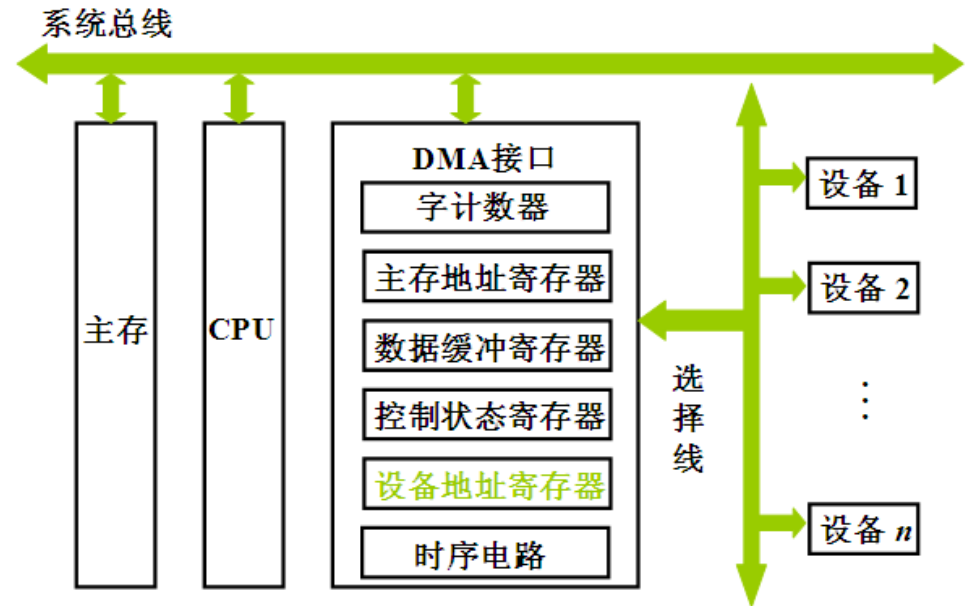 系统总线
主存
CPU
DMA接口
字计数器
主存地址寄存器
数据缓冲寄存器
控制状态寄存器
设备地址寄存器
时序电路
选择线
设备 1
设备 2
⋮
设备 n